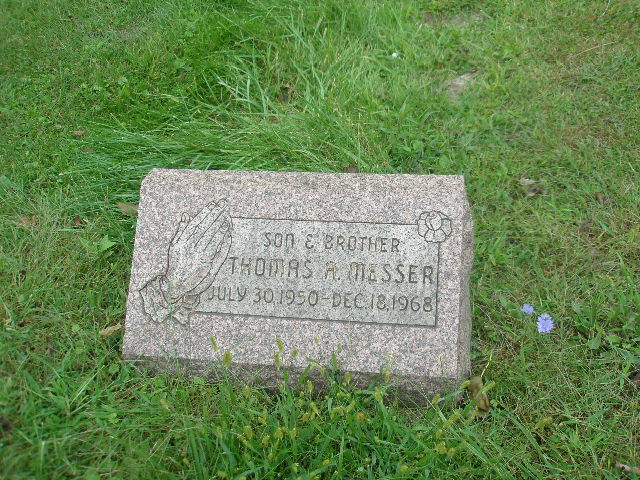 SON & BROTHER
THOMAS A. MESSER
JULY 30,1950-DEC.18,1968